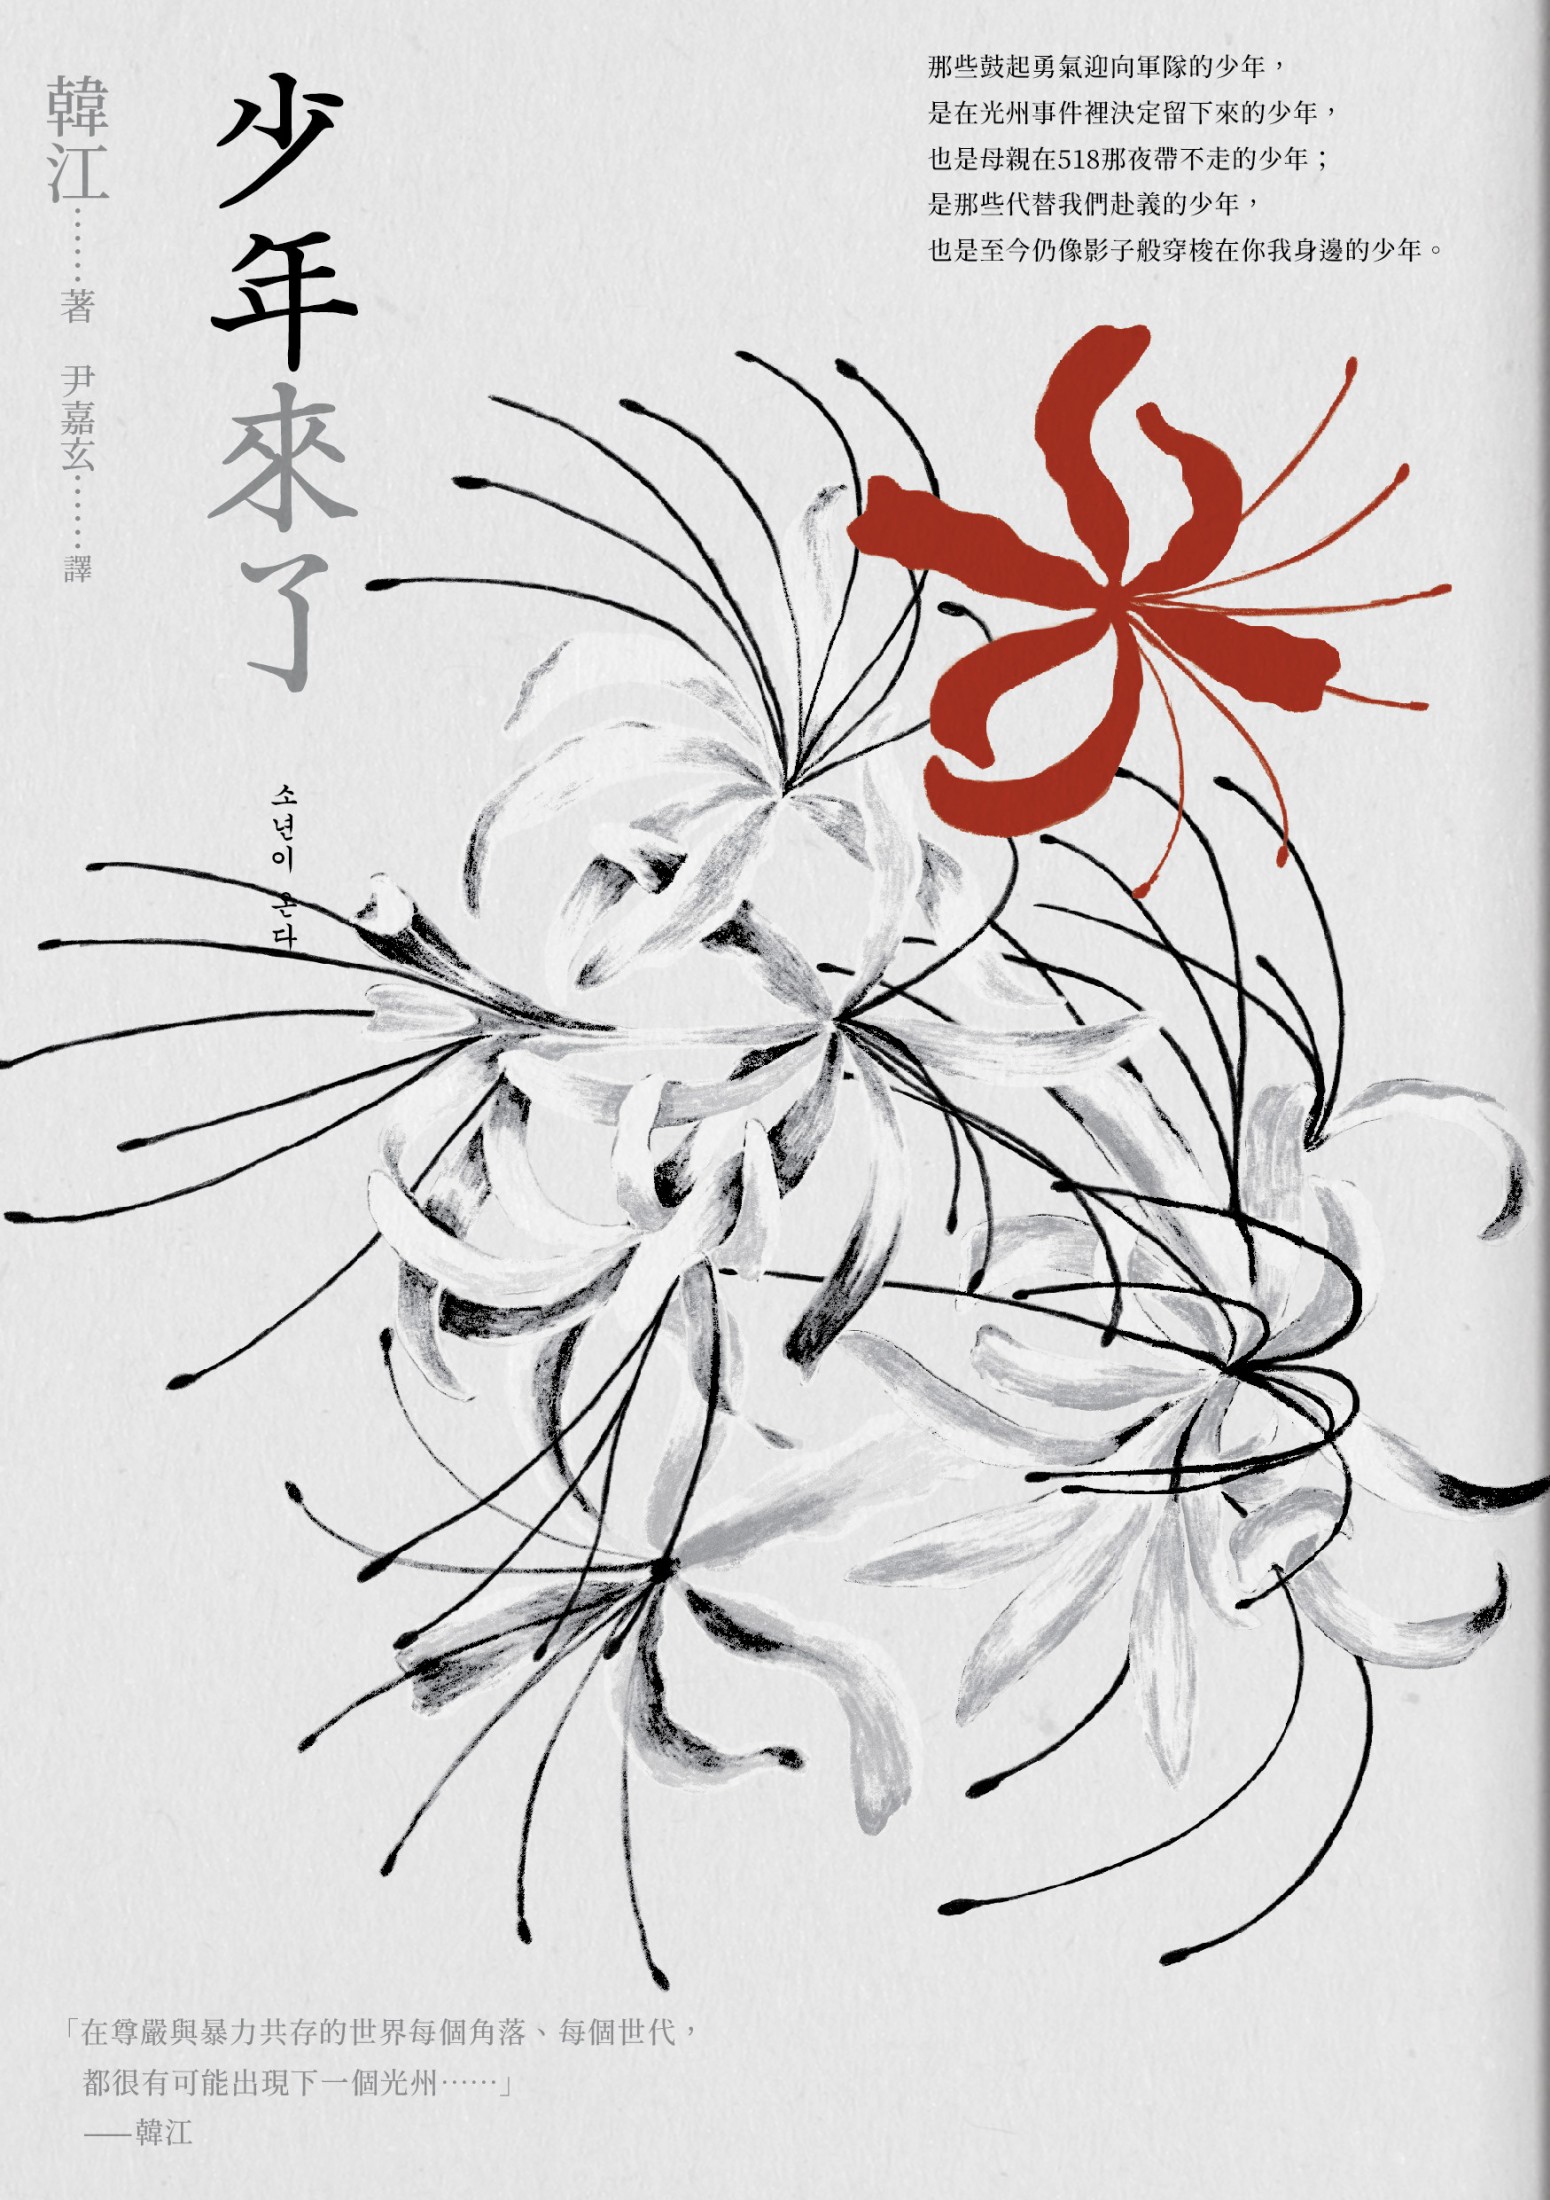 少年來了
소년이 온다
韓江⋯⋯著 尹嘉玄⋯⋯譯
那些鼓起勇氣迎向軍隊的少年，
是在光州事件裡決定留下來的少年，
也是母親在518那夜帶不走的少年；
是那些代替我們赴義的少年，
也是至今仍像影子般穿梭在你我身邊的少年。
「在尊嚴與暴力共存的世界每個角落、每個世代，
都很有可能出現下一個光州⋯⋯」
——韓江